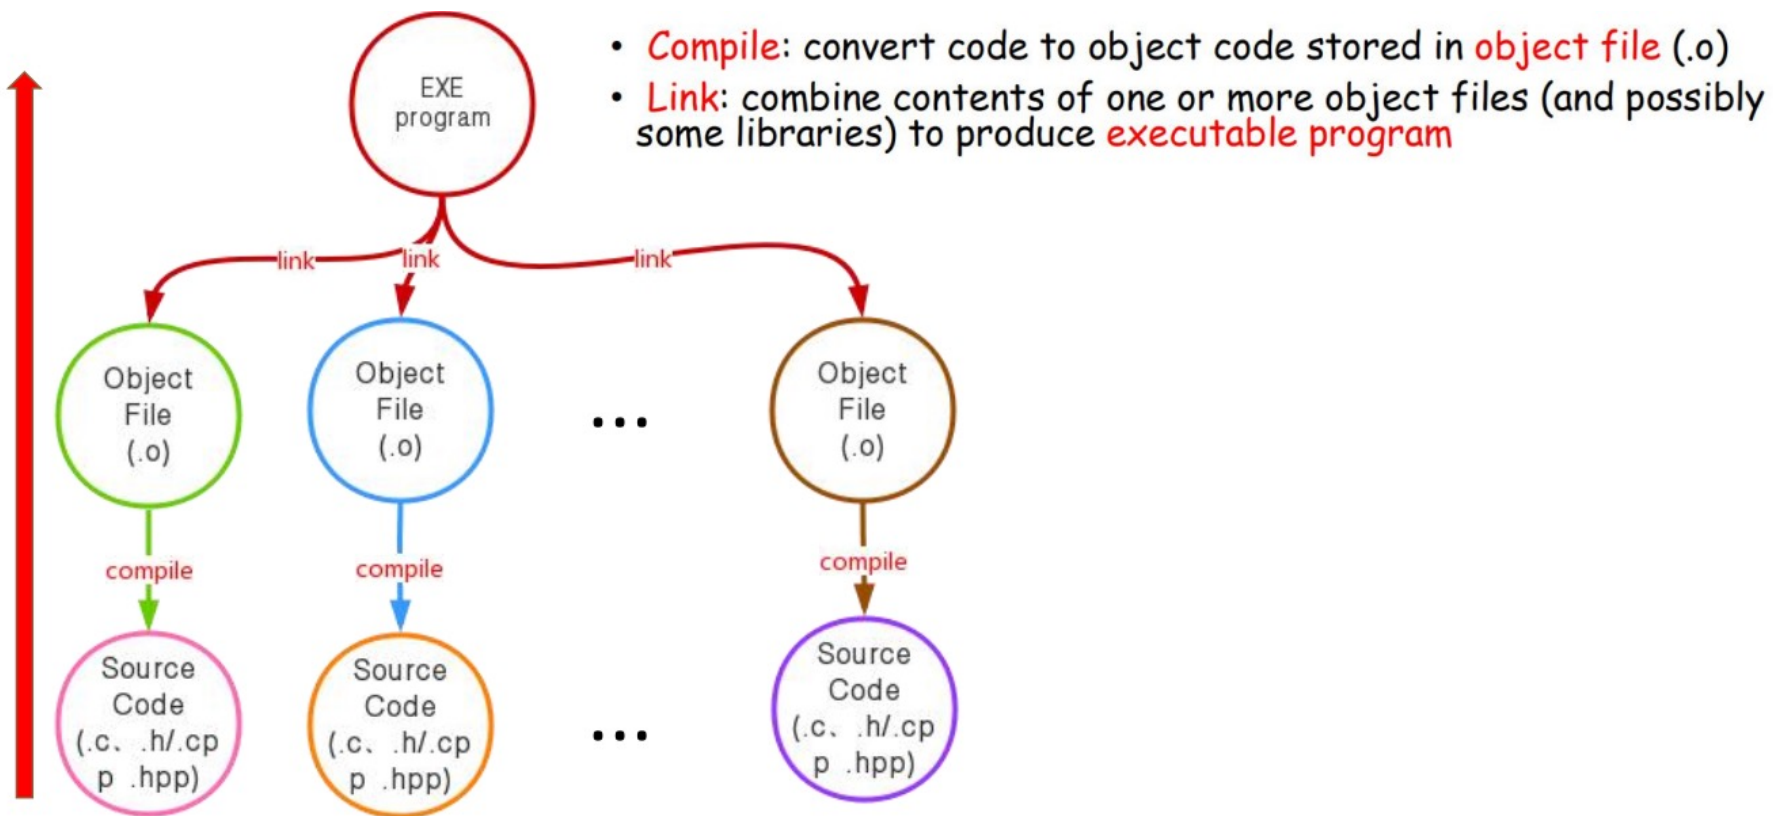 EXE
program
• Compile: convert code to object code stored in object file (.o)
• Link: combine contents of one or more object files (and possibly
some libraries) to produce executable program
link
link
link
Object
File
(.o)
Object
File
(.o)
...
Object
File
(.o)
compile
compile
compile
Source
Code
(.c、.h/.cp
p .hpp)
Source
Code
(.c、.h/.cp
p .hpp)
...
Source
Code
(.c、.h/.cp
p .hpp)